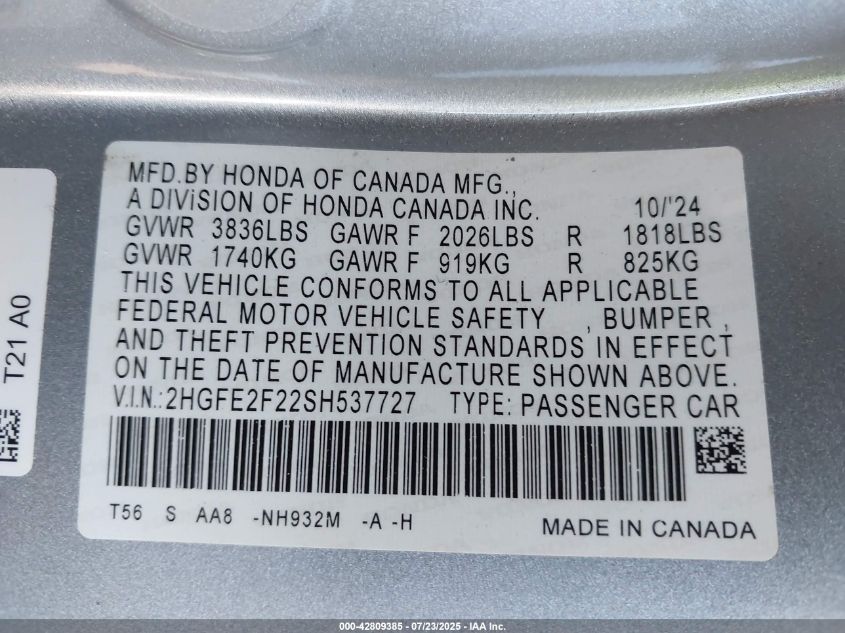 MFD.BY HONDA OF CANADA MFG.,
A DIViSION OF HONDA CANADA INC. 10/'24
GVWR 3836LBS GAWR F 2026LBS R 1818LBS
GVWR 1740KG GAWR F 919KG R 825KG
THIS VEHICLE CONFORMS TO ALL APPLICABLE
FEDERAL MOTOR VEHICLE SAFETY , BUMPER ,
AND THEFT PREVENTION STANDARDS IN EFFECT
ON THE DATE OF MANUFACTURE SHOWN ABOVE.
V.I.N.: 2HGFE2F22SH537727 TYPE: PASSENGER CAR
T56 S AA8 -NH932M -A -H MADE IN CANADA
T21 A0
000-42809385 - 07/23/2025 - IAA Inc.